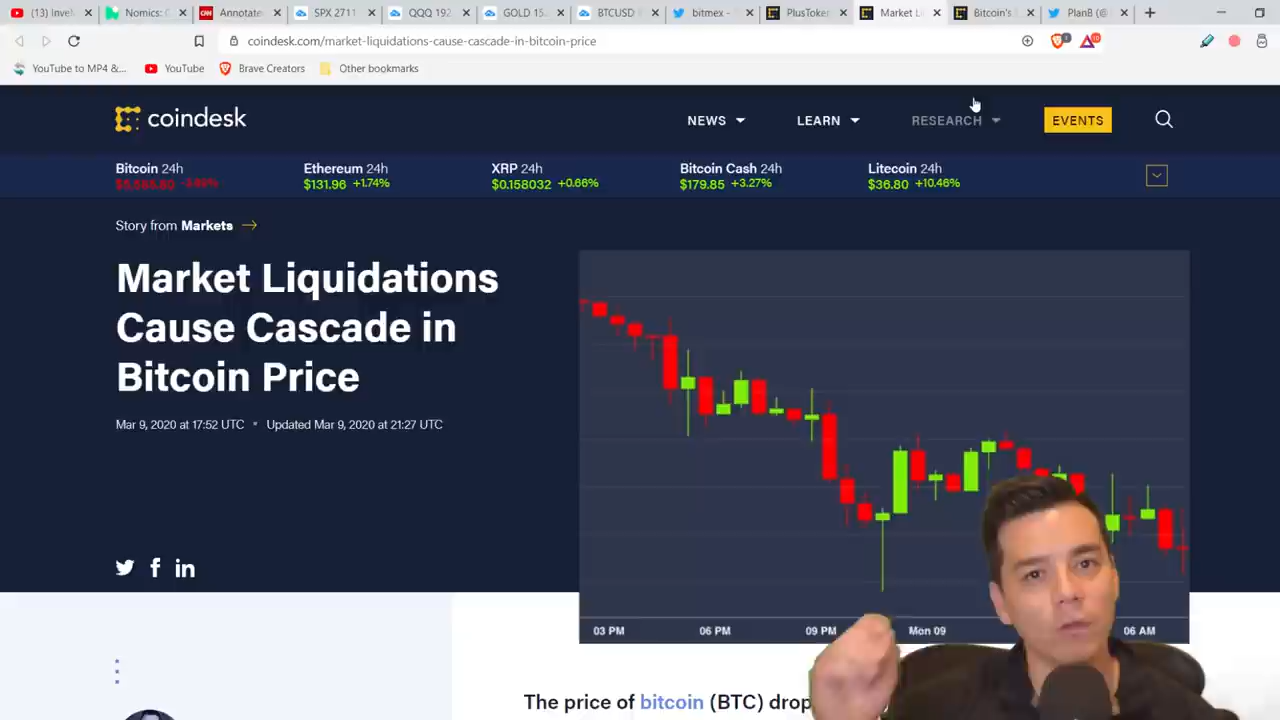 (13) Invest
Nomics: C
Annotate
SPX 2711
QQQ 192
GOLD 15
BTCUSD
bitmex -
PlusToker
Market Li
Bitcoin's
PlanB (@
coindesk.com/market-liquidations-cause-cascade-in-bitcoin-price
YouTube to MP4 &...
YouTube
Brave Creators
Other bookmarks
coindesk
NEWS
LEARN
RESEARCH
EVENTS
Bitcoin 24h
Ethereum 24h
XRP 24h
Bitcoin Cash 24h
Litecoin 24h
$131.96 +1.74%
$0.158032 +0.66%
$179.85 +3.27%
$36.80 +10.46%
Story from Markets
Market Liquidations
Cause Cascade in
Bitcoin Price
Mar 9, 2020 at 17:52 UTC • Updated Mar 9, 2020 at 21:27 UTC
03 PM
06 PM
09 PM
Mon 09
06 AM
The price of bitcoin (BTC) drop